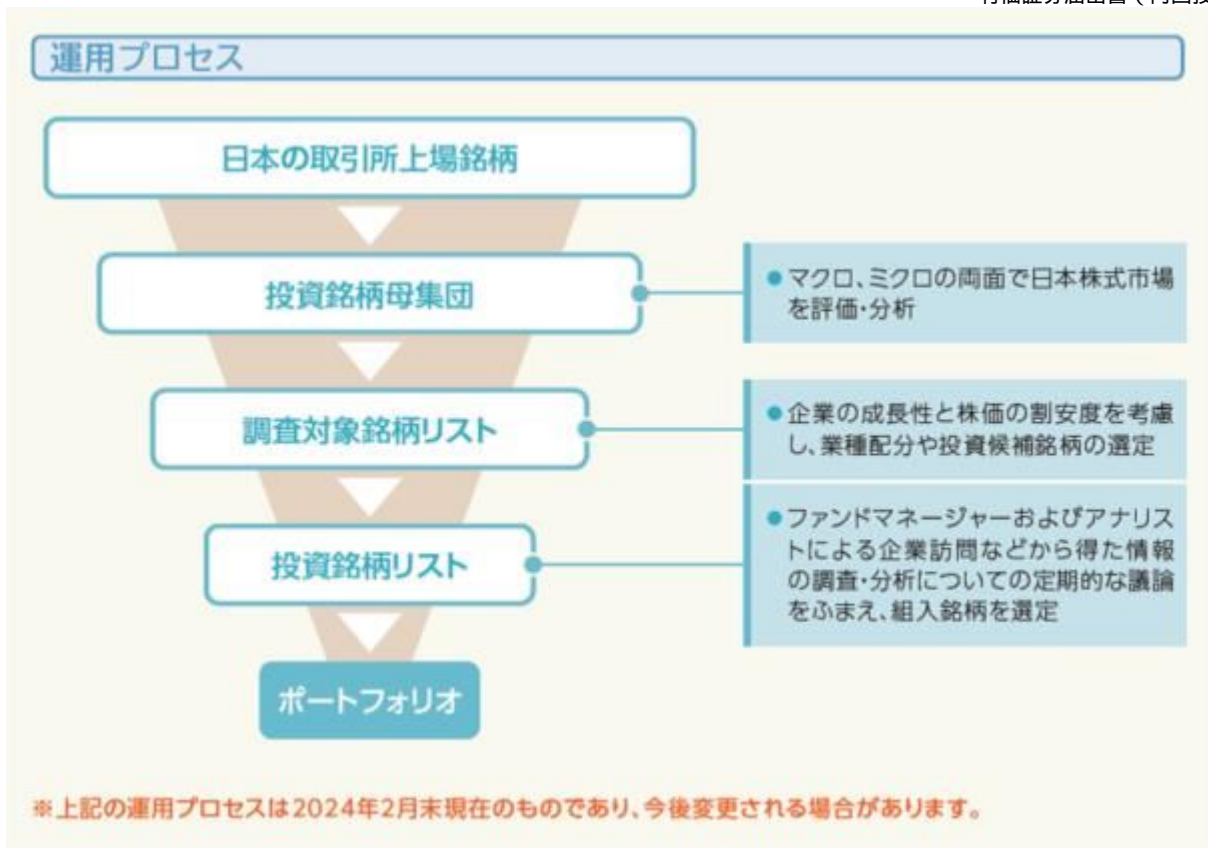 運用プロセス
日本の取引所上場銘柄
投資銘柄母集団
●マクロ、ミクロの両面で日本株式市場
を評価・分析
調査対象銘柄リスト
●企業の成長性と株価の割安度を考慮
し、業種配分や投資候補銘柄の選定
投資銘柄リスト
●ファンドマネージャーおよびアナリス
トによる企業訪問などから得た情報
の調査・分析についての定期的な議論
をふまえ、組入銘柄を選定
ポートフォリオ
※上記の運用プロセスは2024年2月末現在のものであり、今後変更される場合があります。